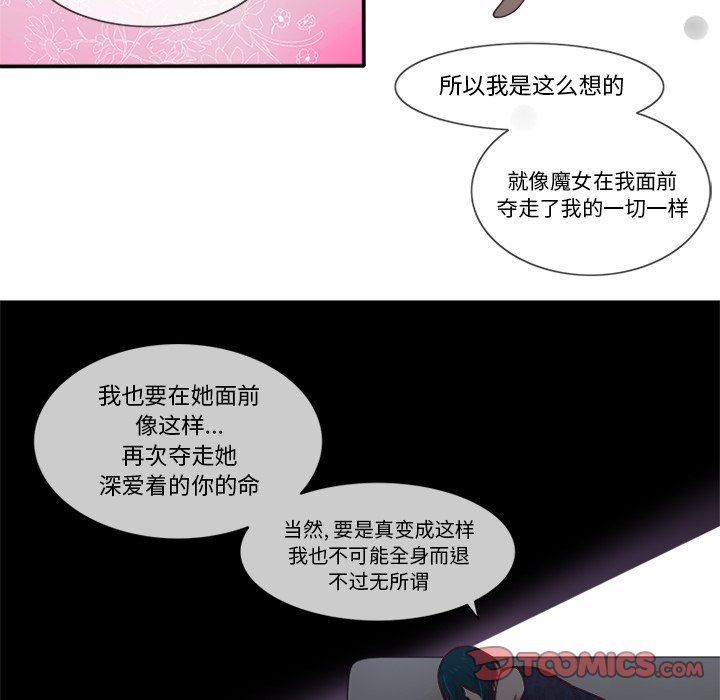 所以我是这么想的
就像魔女在我面前
夺走了我的一切一样
我也要在她面前
像这样...
再次夺走她
深爱着的你的命
当然, 要是真变成这样
我也不可能全身而退
不过无所谓
TOOMICS.COM